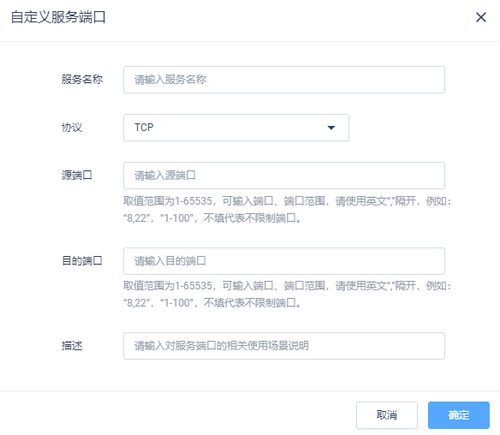 自定义服务端口
服务名称 请输入服务名称
协议 TCP
源端口 请输入源端口
取值范围为1-65535，可输入端口、端口范围，请使用英文“,”隔开，例如：
“8,22”，“1-100”，不填代表不限制端口。
目的端口 请输入目的端口
取值范围为1-65535，可输入端口、端口范围，请使用英文“,”隔开，例如：
“8,22”，“1-100”，不填代表不限制端口。
描述 请输入对服务端口的相关使用场景说明
取消 确定